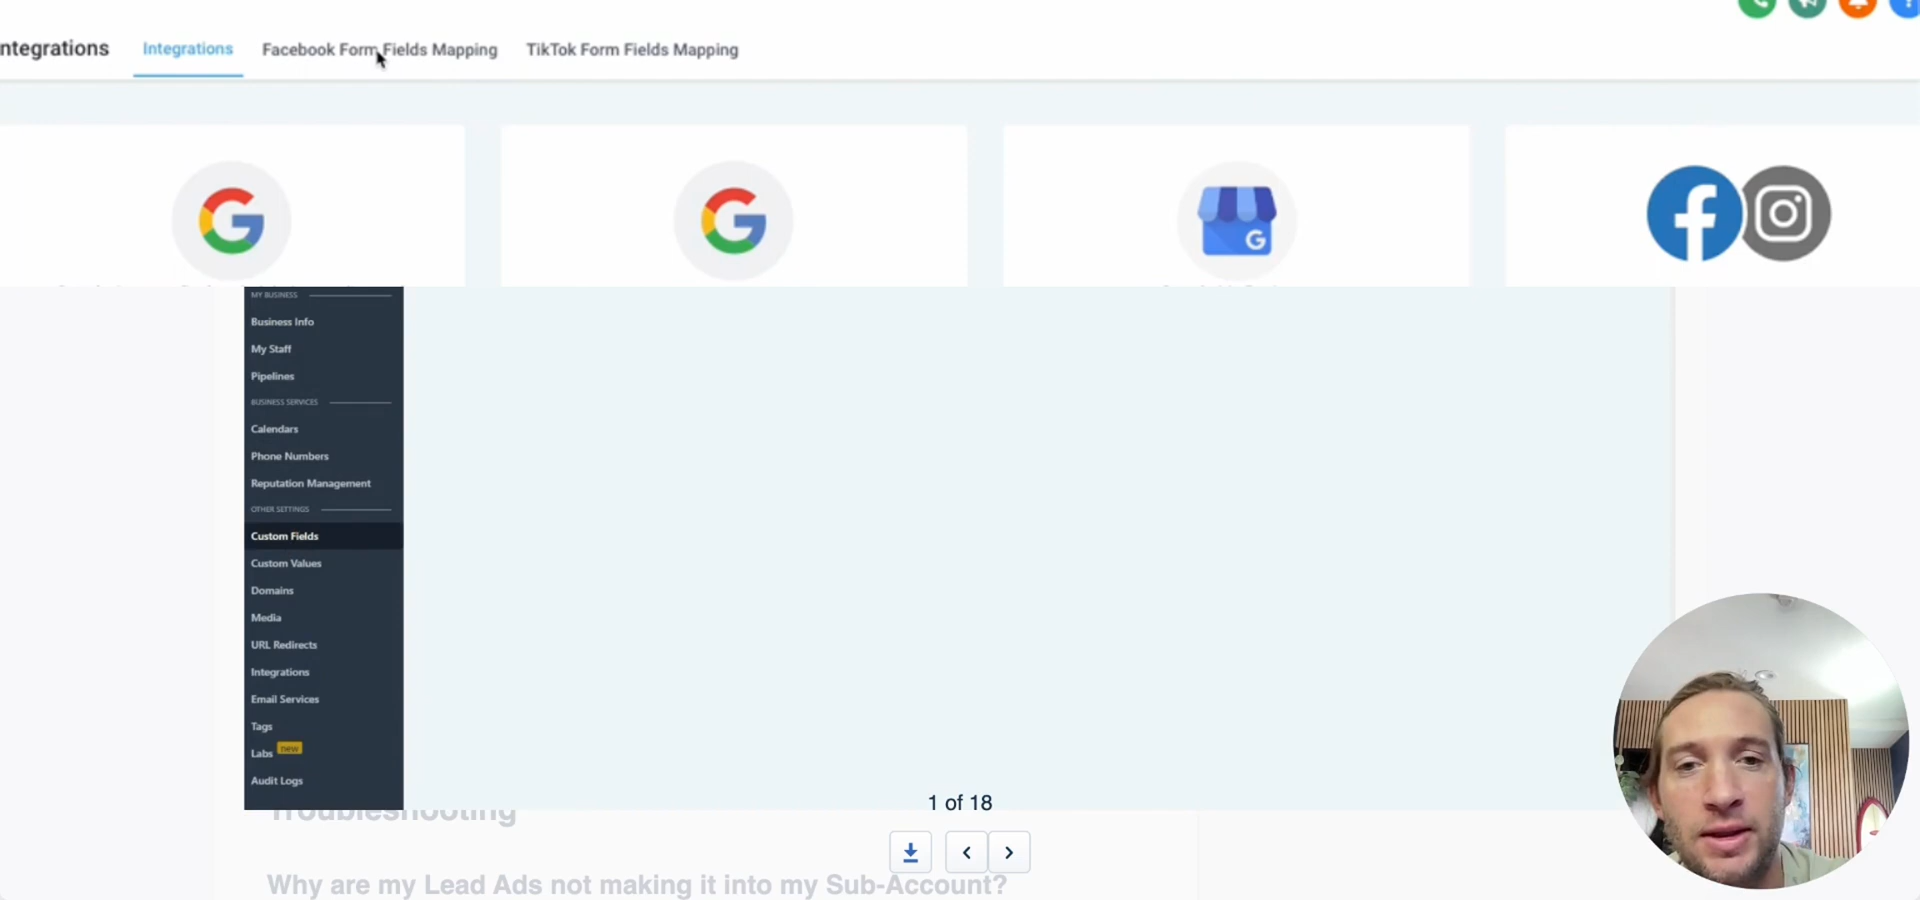 ntegrations
Integrations
Facebook Form Fields Mapping
TikTok Form Fields Mapping
MY BUSINESS
Business Info
My Staff
Pipelines
BUSINESS SERVICES
Calendars
Phone Numbers
Reputation Management
OTHER SETTINGS
Custom Fields
Custom Values
Domains
Media
URL Redirects
Integrations
Email Services
Tags
Labs new
Audit Logs
1 of 18
Troubleshooting
Why are my Lead Ads not making it into my Sub-Account?